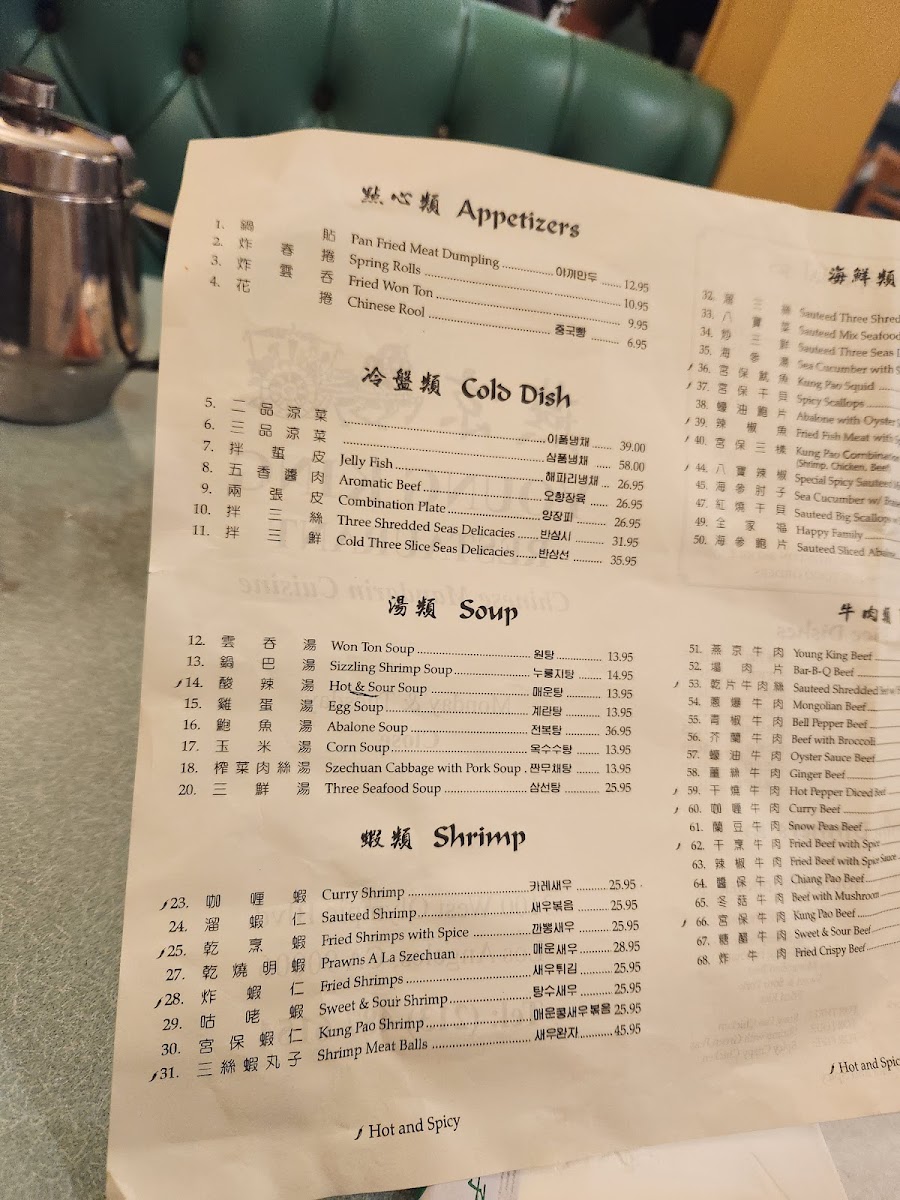 點心類 Appetizers
1. 鍋貼 Pan Fried Meat Dumpling 야끼만두 12.95
2. 炸春捲 Spring Rolls 10.95
3. 炸雲吞 Fried Won Ton 9.95
4. 花捲 Chinese Rool 중국빵 6.95
冷盤類 Cold Dish
5. 二品涼菜 이품냉채 39.00
6. 三品涼菜 삼품냉채 58.00
7. 拌蜇皮 Jelly Fish 해파리냉채 26.95
8. 五香醬肉 Aromatic Beef 오향장육 26.95
9. 兩張皮 Combination Plate 양장피 26.95
10. 拌三絲 Three Shredded Seas Delicacies 반삼시 31.95
11. 拌三鮮 Cold Three Slice Seas Delicacies 반삼선 35.95
湯類 Soup
12. 雲吞湯 Won Ton Soup 원탕 13.95
13. 鍋巴湯 Sizzling Shrimp Soup 누룽지탕 14.95
14. 酸辣湯 Hot & Sour Soup 매운탕 13.95
15. 雞蛋湯 Egg Soup 계란탕 13.95
16. 鮑魚湯 Abalone Soup 전복탕 36.95
17. 玉米湯 Corn Soup 옥수수탕 13.95
18. 榨菜肉絲湯 Szechuan Cabbage with Pork Soup 짠무채탕 13.95
20. 三鮮湯 Three Seafood Soup 삼선탕 25.95
蝦類 Shrimp
23. 咖喱蝦 Curry Shrimp 카레새우 25.95
24. 溜蝦仁 Sauteed Shrimp 새우볶음 25.95
25. 乾烹蝦 Fried Shrimps with Spice 깐뽕새우 25.95
27. 乾燒明蝦 Prawns A La Szechuan 매운새우 28.95
28. 炸蝦仁 Fried Shrimps 새우튀김 25.95
29. 咕咾蝦 Sweet & Sour Shrimp 탕수새우 25.95
30. 宮保蝦仁 Kung Pao Shrimp 매운콩새우볶음 25.95
31. 三絲蝦丸子 Shrimp Meat Balls 새우완자 45.95
Hot and Spicy
海鮮類
32. 三 Sauteed Three Shred
33. 八寶菜 Sauteed Mix Seafood
34. 炒三鮮 Sauteed Three Seas
35. 海參 Sea Cucumber with
36. 宮保魷魚 Kung Pao Squid
37. 宮保干貝 Spicy Scallops
38. 蠔油鮑片 Abalone with Oyster
39. 辣椒魚 Fried Fish Meat with
40. 宮保三樣 Kung Pao Combination
Shrimp, Chicken, Beef
44. 八寶辣椒 Special Spicy Sauteed
45. 海參肘子 Sea Cucumber w/
47. 紅燒干貝 Sauteed Big Scallops
49. 全家福 Happy Family
50. 海參鮑片 Sauteed Sliced
牛肉
51. 燕京牛肉 Young King Beef
52. 肉片 Bar-B-Q Beef
53. 乾片牛肉絲 Sauteed Shredded
54. 蔥爆牛肉 Mongolian Beef
55. 青椒牛肉 Bell Pepper Beef
56. 芥蘭牛肉 Beef with Broccoli
57. 蠔油牛肉 Oyster Sauce Beef
58. 薑絲牛肉 Ginger Beef
59. 干燒牛肉 Hot Pepper Diced Beef
60. 咖喱牛肉 Curry Beef
61. 蘭豆牛肉 Snow Peas Beef
62. 干烹牛肉 Fried Beef with Spice
63. 辣椒牛肉 Fried Beef with Spice Sauce
64. 醬保牛肉 Chiang Pao Beef
65. 冬菇牛肉 Beef with Mushroom
66. 宮保牛肉 Kung Pao Beef
67. 糖醋牛肉 Sweet & Sour Beef
68. 炸牛肉 Fried Crispy Beef
Hot and Spic